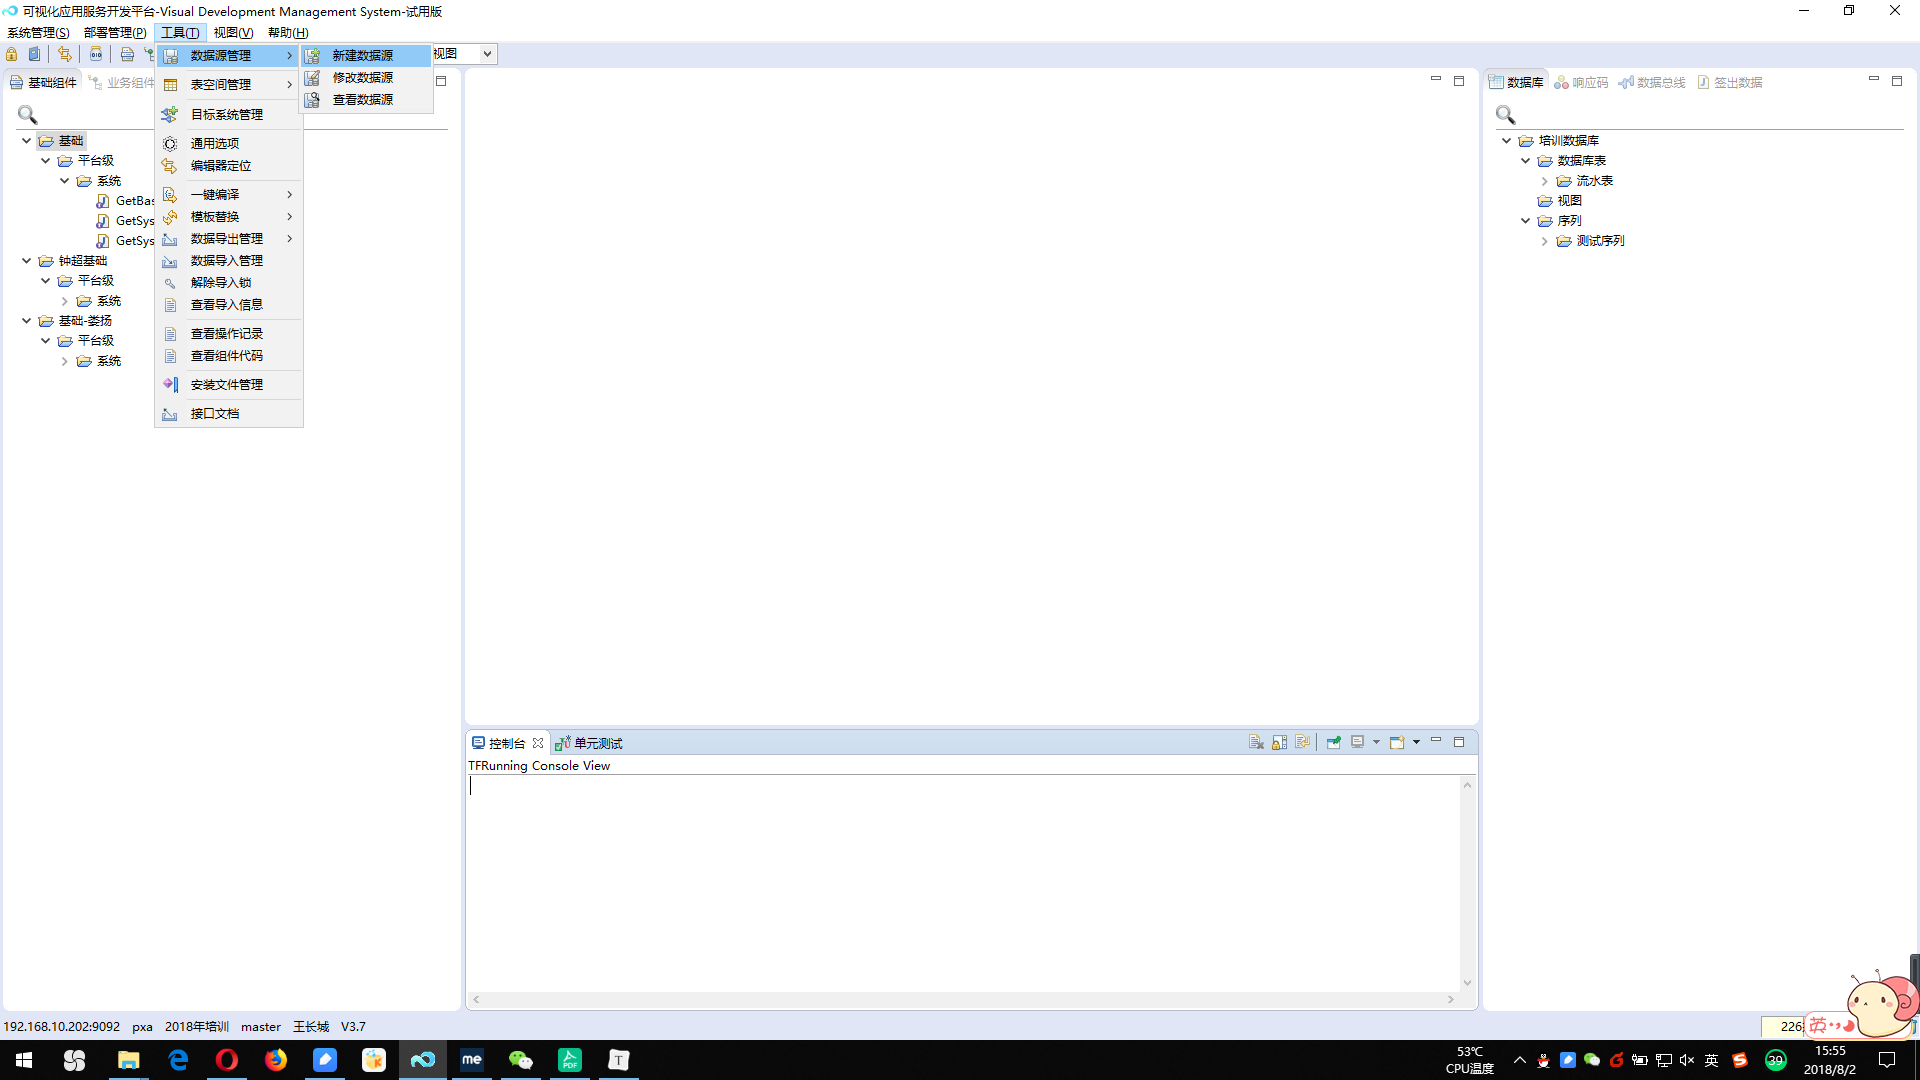 可视化应用服务开发平台-Visual Development Management System-试用版
系统管理(S) 部署管理(P) 工具(T) 视图(V) 帮助(H)
视图
数据源管理
表空间管理
目标系统管理
通用选项
编辑器定位
一键编译
模板替换
数据导出管理
数据导入管理
解除导入锁
查看导入信息
查看操作记录
查看组件代码
安装文件管理
接口文档
新建数据源
修改数据源
查看数据源
基础组件 业务组件
基础
平台级
系统
GetBas
GetSys
GetSys
钟超基础
平台级
系统
基础-娄扬
平台级
系统
数据库 响应码 数据总线 签出数据
培训数据库
数据库表
流水表
视图
序列
测试序列
控制台 单元测试
TFRunning Console View
192.168.10.202:9092 pxa 2018年培训 master 王长城 V3.7
226
英
me
PDF
T
53℃
CPU温度
英
39
15:55
2018/8/2